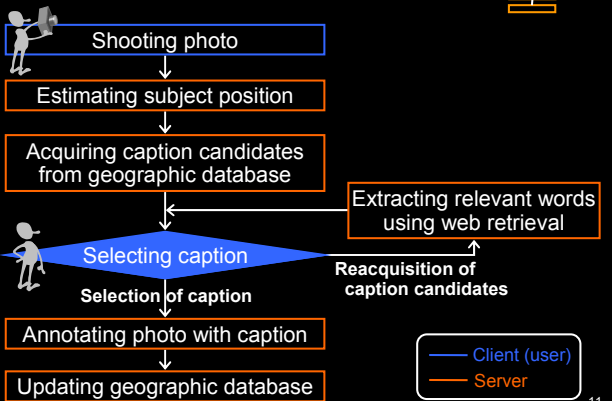 Shooting photo
Estimating subject position
Acquiring caption candidates
from geographic database
Extracting relevant words
using web retrieval
Selecting caption
Reacquisition of
caption candidates
Selection of caption
Annotating photo with caption
Updating geographic database
Client (user)
Server
11